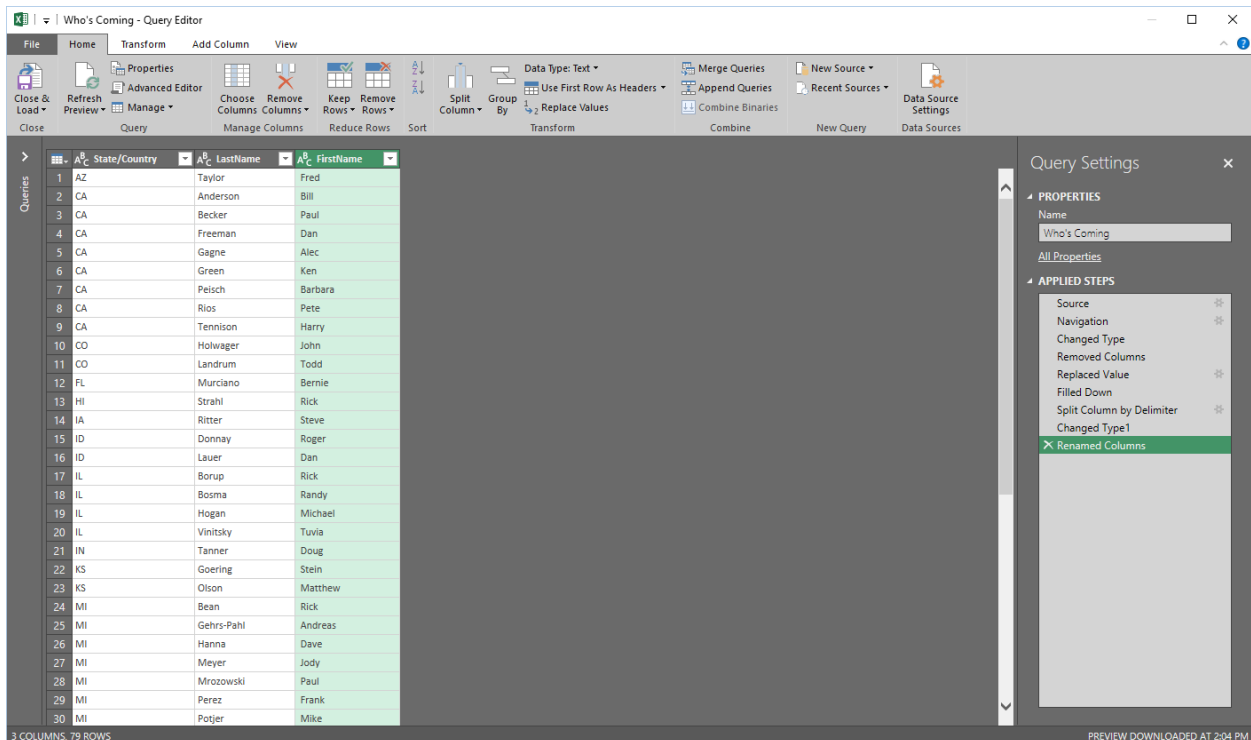 Who's Coming - Query Editor
File Home Transform Add Column View
Close & Load
Close
Refresh Preview
Properties
Advanced Editor
Manage
Query
Choose Columns
Remove Columns
Manage Columns
Keep Rows
Remove Rows
Reduce Rows
Sort
Split Column
Group By
Data Type: Text
Use First Row As Headers
Replace Values
Transform
Merge Queries
Append Queries
Combine Binaries
Combine
New Source
Recent Sources
New Query
Data Source Settings
Data Sources
Queries
State/Country LastName FirstName
1 AZ Taylor Fred
2 CA Anderson Bill
3 CA Becker Paul
4 CA Freeman Dan
5 CA Gagne Alec
6 CA Green Ken
7 CA Peisch Barbara
8 CA Rios Pete
9 CA Tennison Harry
10 CO Holwager John
11 CO Landrum Todd
12 FL Murciano Bernie
13 HI Strahl Rick
14 IA Ritter Steve
15 ID Donnay Roger
16 ID Lauer Dan
17 IL Borup Rick
18 IL Bosma Randy
19 IL Hogan Michael
20 IL Vinitsky Tuvia
21 IN Tanner Doug
22 KS Goering Stein
23 KS Olson Matthew
24 MI Bean Rick
25 MI Gehrs-Pahl Andreas
26 MI Hanna Dave
27 MI Meyer Jody
28 MI Mrozowski Paul
29 MI Perez Frank
30 MI Potjer Mike
Query Settings
PROPERTIES
Name
Who's Coming
All Properties
APPLIED STEPS
Source
Navigation
Changed Type
Removed Columns
Replaced Value
Filled Down
Split Column by Delimiter
Changed Type1
Renamed Columns
3 COLUMNS, 79 ROWS
PREVIEW DOWNLOADED AT 2:04 PM